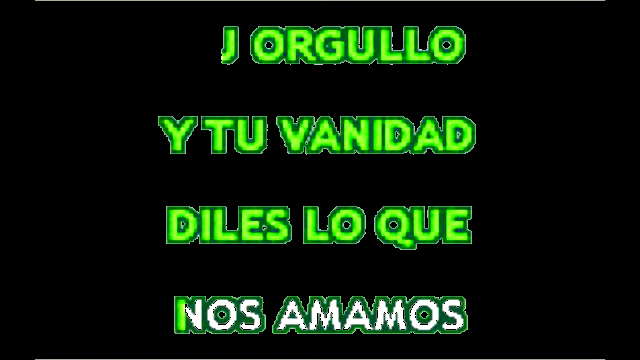 J ORGULLO
Y TU VANIDAD
DILES LO QUE
NOS AMAMOS